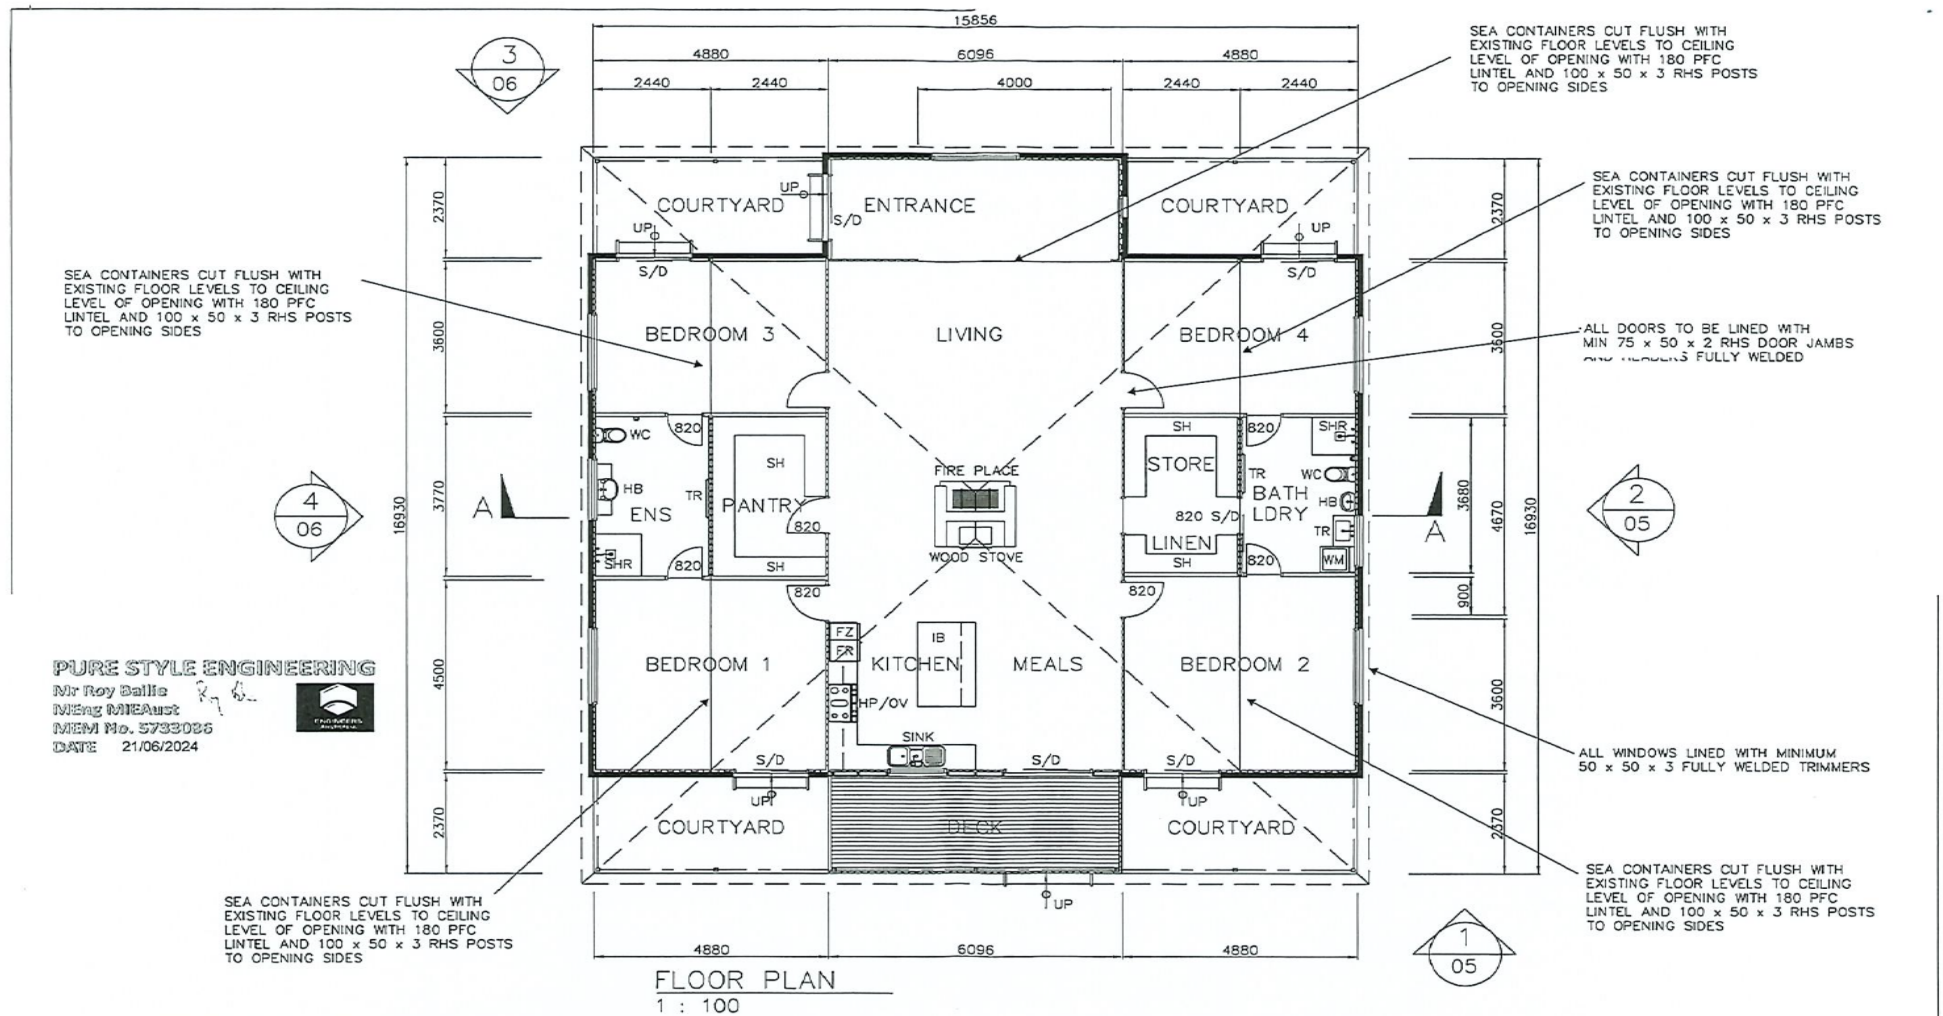 15856
4880 6096 4880
2440 2440 4000 2440 2440
3
06
SEA CONTAINERS CUT FLUSH WITH
EXISTING FLOOR LEVELS TO CEILING
LEVEL OF OPENING WITH 180 PFC
LINTEL AND 100 x 50 x 3 RHS POSTS
TO OPENING SIDES
SEA CONTAINERS CUT FLUSH WITH
EXISTING FLOOR LEVELS TO CEILING
LEVEL OF OPENING WITH 180 PFC
LINTEL AND 100 x 50 x 3 RHS POSTS
TO OPENING SIDES
SEA CONTAINERS CUT FLUSH WITH
EXISTING FLOOR LEVELS TO CEILING
LEVEL OF OPENING WITH 180 PFC
LINTEL AND 100 x 50 x 3 RHS POSTS
TO OPENING SIDES
ALL DOORS TO BE LINED WITH
MIN 75 x 50 x 2 RHS DOOR JAMBS
AND HEADERS FULLY WELDED
2370
3600
3770
4500
2370
16930
COURTYARD
UP
UP
S/D
S/D
ENTRANCE
COURTYARD
UP
S/D
BEDROOM 3
LIVING
BEDROOM 4
WC
820
HB
ENS
TR
SHR
820
SH
PANTRY
820
SH
820
FIRE PLACE
WOOD STOVE
SH
STORE
820 S/D
LINEN
SH
820
820
SHR
TR
WC
BATH
HB
LDRY
TR
820
WM
BEDROOM 1
FZ
FR
IB
KITCHEN
MEALS
HP/OV
SINK
BEDROOM 2
S/D
S/D
S/D
UP
UP
COURTYARD
DECK
COURTYARD
UP
2370
3600
3680
4670
900
3600
2370
16930
4
06
A
A
2
05
PURE STYLE ENGINEERING
Mr Roy Bailie
MEng MIEAust
MEM No. 5733086
DATE 21/06/2024
ENGINEERS
AUSTRALIA
ALL WINDOWS LINED WITH MINIMUM
50 x 50 x 3 FULLY WELDED TRIMMERS
SEA CONTAINERS CUT FLUSH WITH
EXISTING FLOOR LEVELS TO CEILING
LEVEL OF OPENING WITH 180 PFC
LINTEL AND 100 x 50 x 3 RHS POSTS
TO OPENING SIDES
SEA CONTAINERS CUT FLUSH WITH
EXISTING FLOOR LEVELS TO CEILING
LEVEL OF OPENING WITH 180 PFC
LINTEL AND 100 x 50 x 3 RHS POSTS
TO OPENING SIDES
4880 6096 4880
1
05
FLOOR PLAN
1 : 100